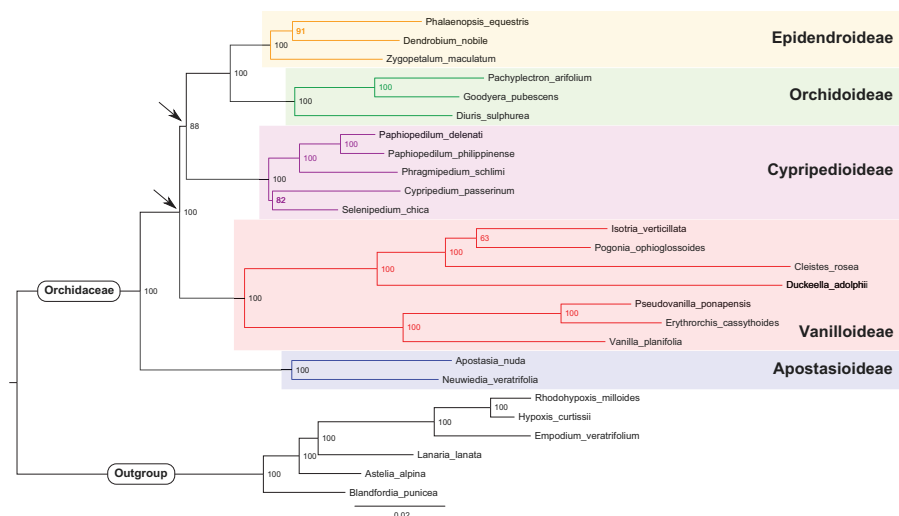 Phalaenopsis_equestris
91
Dendrobium_nobile
Epidendroideae
100
Zygopetalum_maculatum
100
Pachyplectron_arifolium
100
Goodyera_pubescens
Orchidoideae
100
Diuris_sulphurea
88
Paphiopedilum_delenati
100
Paphiopedilum_philippinense
100
Phragmipedium_schlimi
Cypripedioideae
100
Cypripedium_passerinum
82
Selenipedium_chica
100
Isotria_verticillata
63
Pogonia_ophioglossoides
100
Cleistes_rosea
100
Duckeella_adolphii
Orchidaceae
100
100
Pseudovanilla_ponapensis
100
Erythrorchis_cassythoides
100
Vanilla_planifolia
Vanilloideae
Apostasia_nuda
100
Apostasioideae
Neuwiedia_veratrifolia
Rhodohypoxis_milloides
100
Hypoxis_curtissii
100
Empodium_veratrifolium
100
Lanaria_lanata
100
Outgroup
100
Astelia_alpina
Blandfordia_punicea
0.02